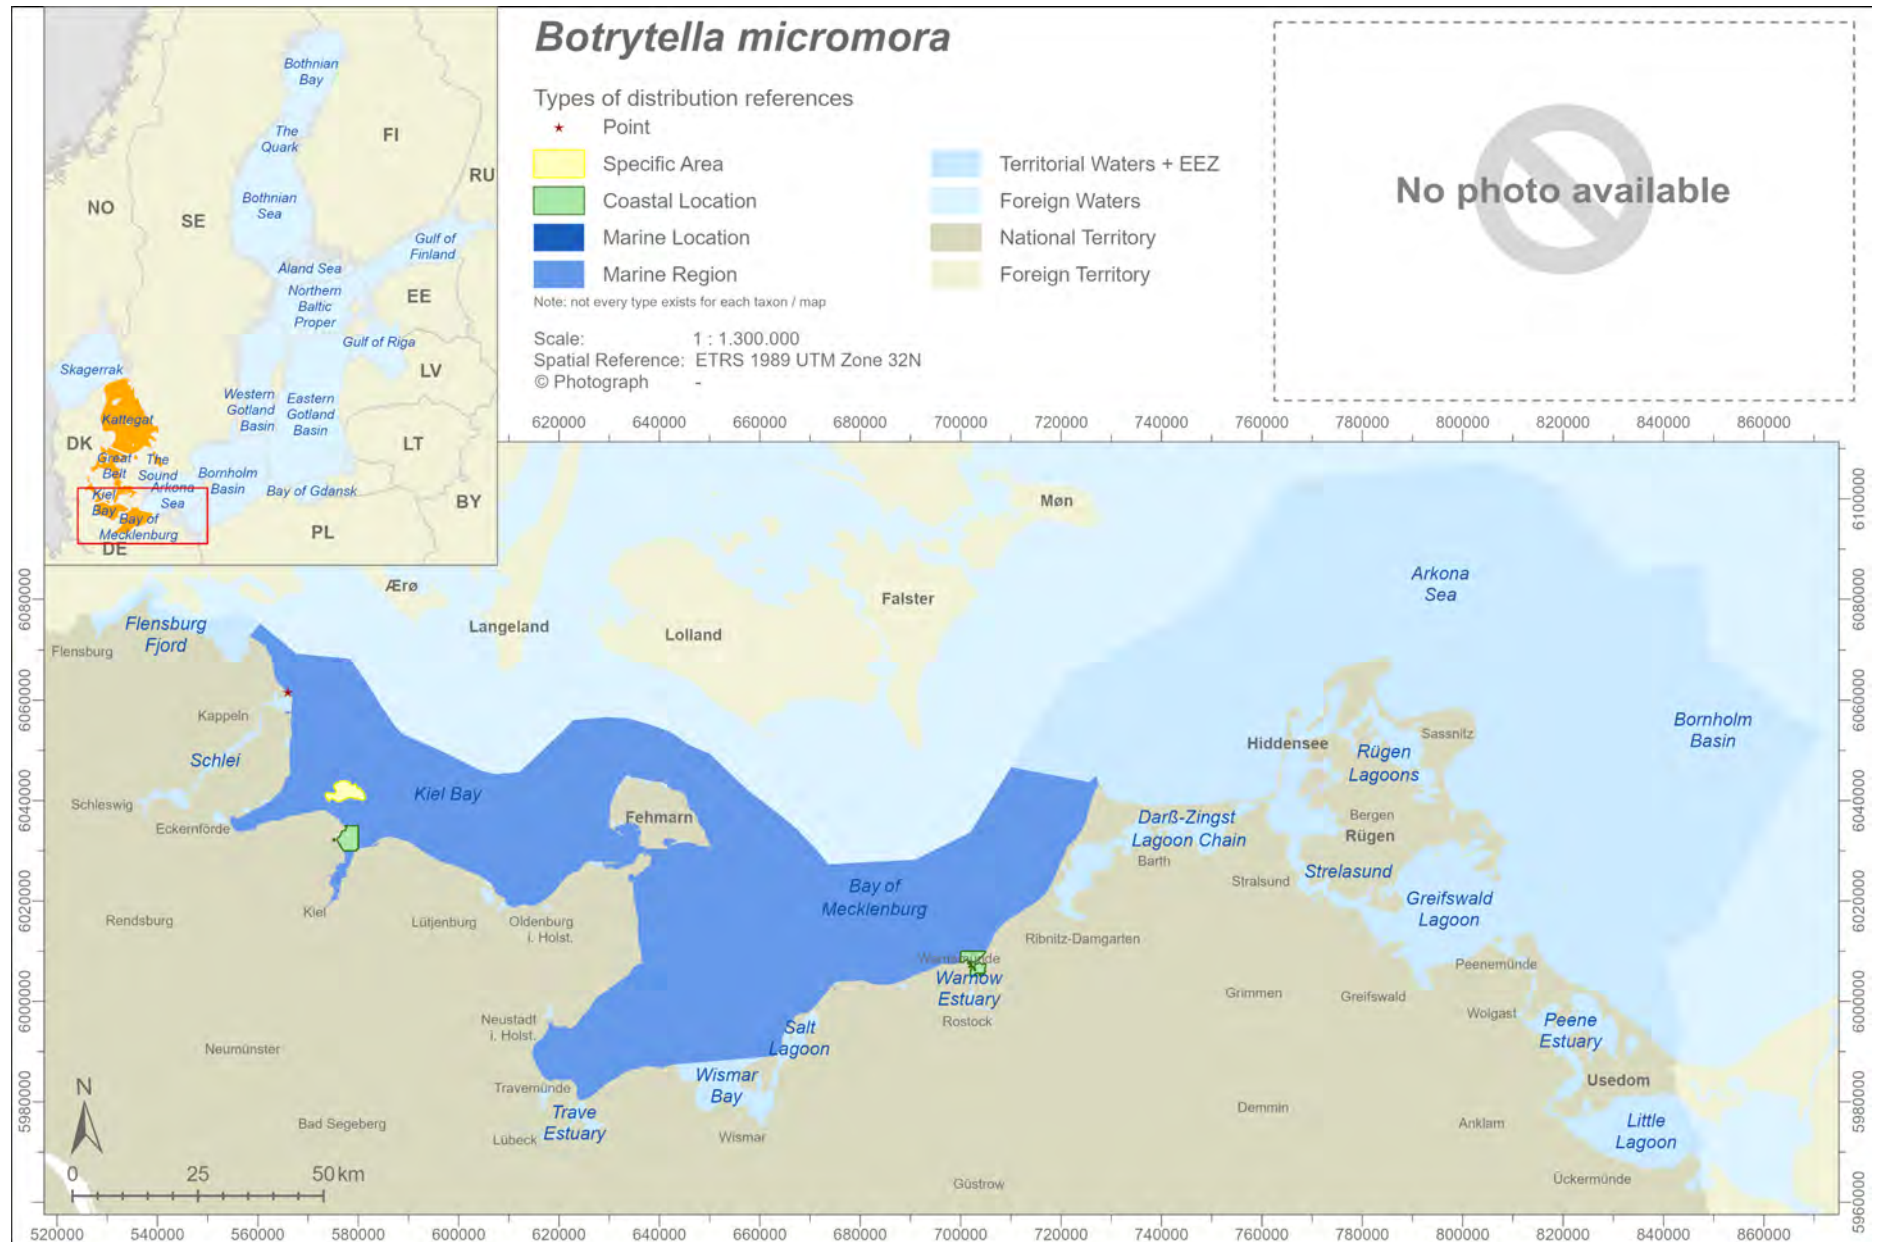 Botrytella micromora
Types of distribution references
Point
Specific Area
Coastal Location
Marine Location
Marine Region
Territorial Waters + EEZ
Foreign Waters
National Territory
Foreign Territory
Note: not every type exists for each taxon / map
Scale: 1 : 1.300.000
Spatial Reference: ETRS 1989 UTM Zone 32N
© Photograph -
No photo available
Bothnian
Bay
The
Quark
FI
RU
NO
SE
Bothnian
Sea
Gulf of
Finland
Åland Sea
Northern
Baltic
Proper
EE
Gulf of Riga
Skagerrak
LV
Western
Gotland
Basin
Eastern
Gotland
Basin
Kattegat
DK
LT
Great
Belt
The
Sound
Bornholm
Basin
Arkona
Sea
Bay of Gdansk
Kiel
Bay
Bay of
Mecklenburg
BY
PL
DE
620000 640000 660000 680000 700000 720000 740000 760000 780000 800000 820000 840000 860000
6100000
6080000
6060000
6040000
6020000
6000000
5980000
5960000
6080000
6060000
6040000
6020000
6000000
5980000
Møn
Ærø
Langeland
Lolland
Falster
Arkona
Sea
Flensburg
Fjord
Flensburg
Kappeln
Schlei
Schleswig
Eckernförde
Kiel Bay
Fehmarn
Hiddensee
Sassnitz
Rügen
Lagoons
Bornholm
Basin
Bergen
Rügen
Darß-Zingst
Lagoon Chain
Barth
Stralsund
Strelasund
Greifswald
Lagoon
Bay of
Mecklenburg
Rendsburg
Kiel
Lütjenburg
Oldenburg
i. Holst.
Ribnitz-Damgarten
Warnemünde
Warnow
Estuary
Rostock
Peenemünde
Grimmen
Greifswald
Wolgast
Peene
Estuary
Neustadt
i. Holst.
Salt
Lagoon
Neumünster
Travemünde
Wismar
Bay
Usedom
Trave
Estuary
Bad Segeberg
Lübeck
Wismar
Demmin
Anklam
Little
Lagoon
Güstrow
Ückermünde
N
0 25 50 km
520000 540000 560000 580000 600000 620000 640000 660000 680000 700000 720000 740000 760000 780000 800000 820000 840000 860000